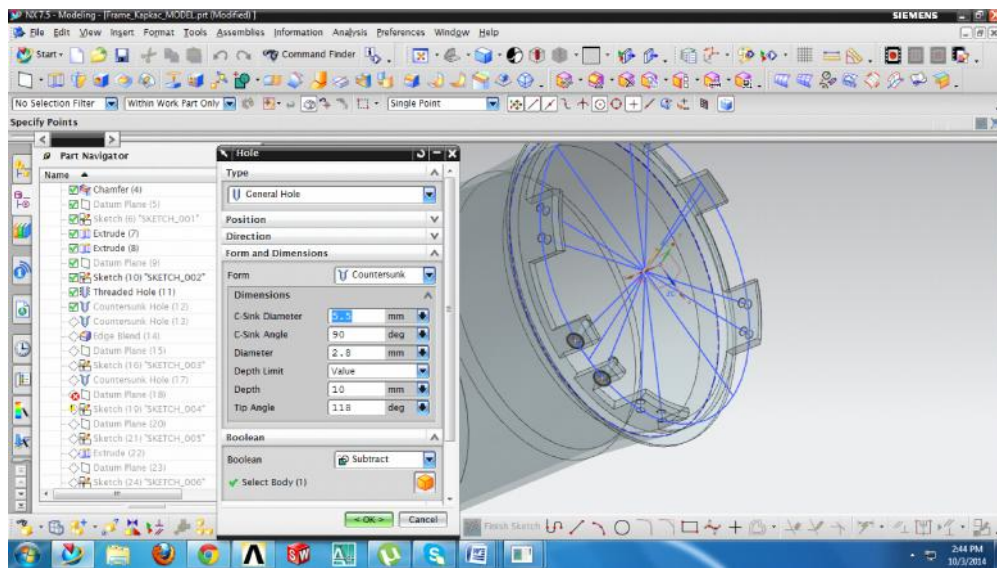 NX 7.5 - Modeling - [Frame_Kapkac_MODEL.prt (Modified) ]
SIEMENS
File Edit View Insert Format Tools Assemblies Information Analysis Preferences Window Help
Start
Command Finder
No Selection Filter
Within Work Part Only
Single Point
Specify Points
Part Navigator
Name
Chamfer (4)
Datum Plane (5)
Sketch (6) "SKETCH_001"
Extrude (7)
Extrude (8)
Datum Plane (9)
Sketch (10) "SKETCH_002"
Threaded Hole (11)
Countersunk Hole (12)
Countersunk Hole (13)
Edge Blend (14)
Datum Plane (15)
Sketch (16) "SKETCH_003"
Countersunk Hole (17)
Datum Plane (18)
Sketch (19) "SKETCH_004"
Datum Plane (20)
Sketch (21) "SKETCH_005"
Extrude (22)
Datum Plane (23)
Sketch (24) "SKETCH_006"
Hole
Type
General Hole
Position
Direction
Form and Dimensions
Form Countersunk
Dimensions
C-Sink Diameter 5.5 mm
C-Sink Angle 90 deg
Diameter 2.8 mm
Depth Limit Value
Depth 10 mm
Tip Angle 118 deg
Boolean
Boolean Subtract
Select Body (1)
< OK > Cancel
Finish Sketch
2:44 PM
10/3/2014